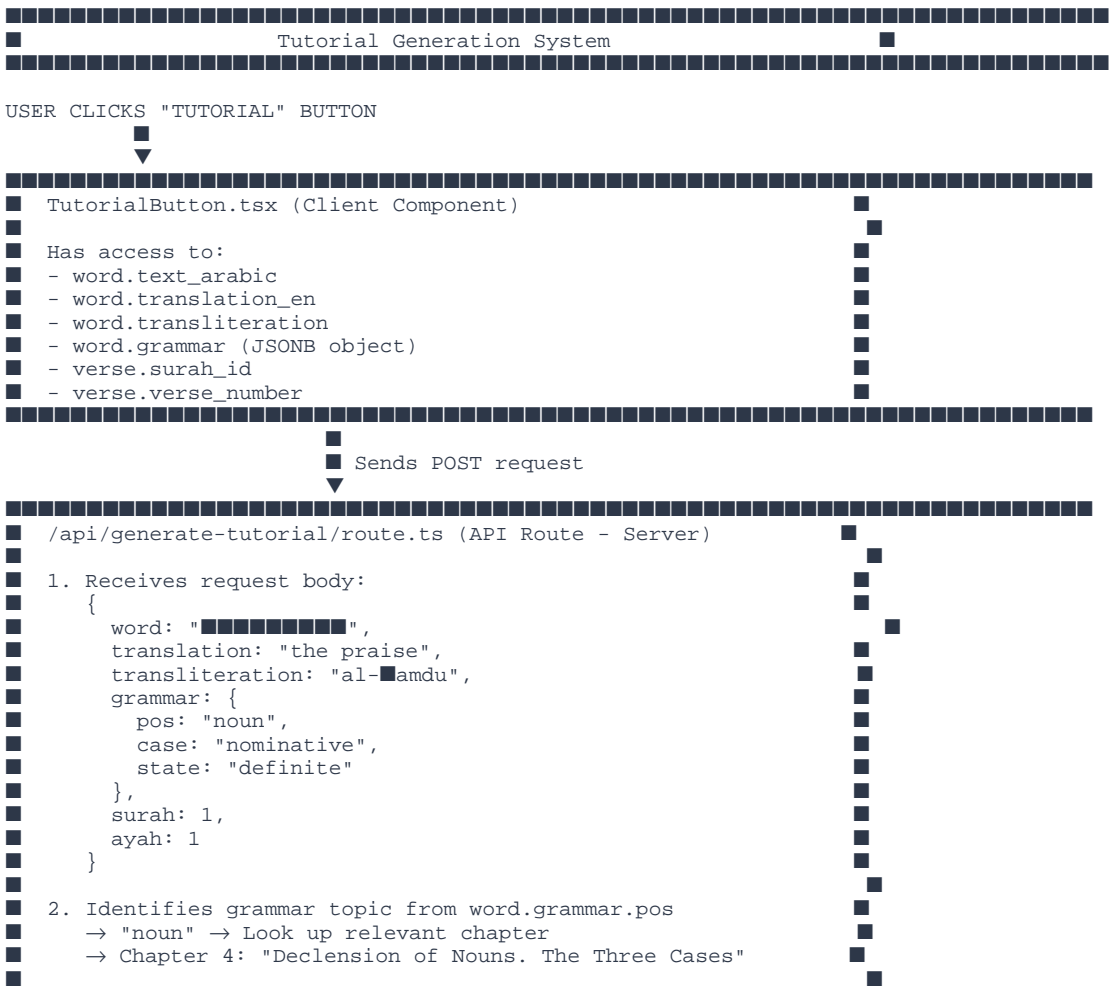 Tutorial Generation System
USER CLICKS "TUTORIAL" BUTTON
▼
■ TutorialButton.tsx (Client Component) ■
■ Has access to: ■
■ - word.text_arabic ■
■ - word.translation_en ■
■ - word.transliteration ■
■ - word.grammar (JSONB object) ■
■ - verse.surah_id ■
■ - verse.verse_number ■
■ Sends POST request
▼
■ /api/generate-tutorial/route.ts (API Route - Server) ■
■ 1. Receives request body: ■
■ { ■
■ word: "■■■■■■■■■", ■
■ translation: "the praise", ■
■ transliteration: "al-■amdu", ■
■ grammar: { ■
■ pos: "noun", ■
■ case: "nominative", ■
■ state: "definite" ■
■ }, ■
■ surah: 1, ■
■ ayah: 1 ■
■ } ■
■ 2. Identifies grammar topic from word.grammar.pos ■
■ → "noun" → Look up relevant chapter ■
■ → Chapter 4: "Declension of Nouns. The Three Cases" ■